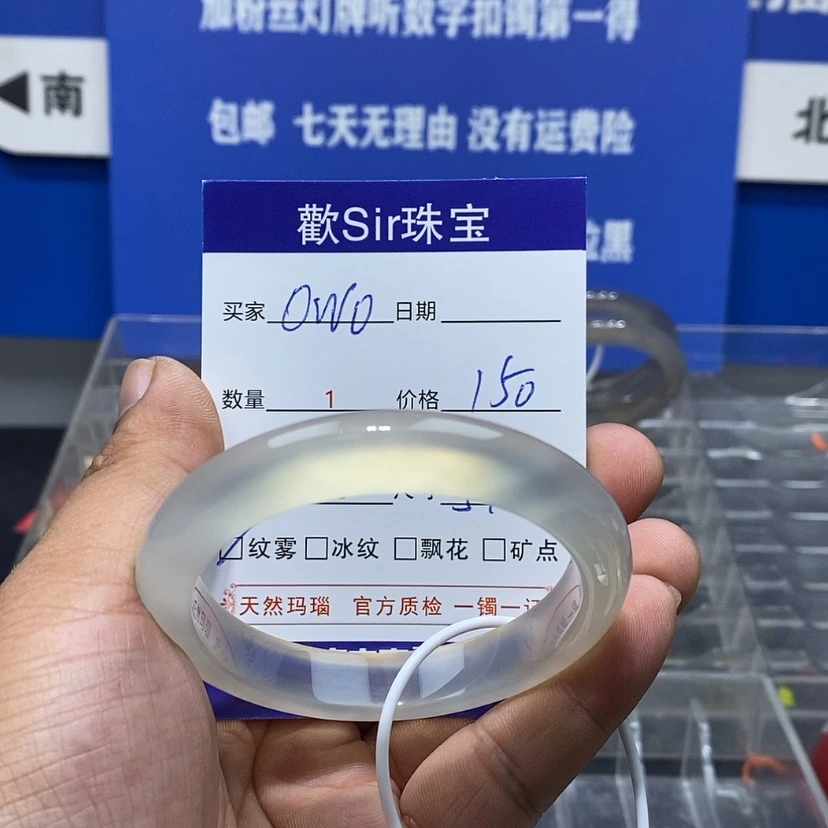 加粉丝灯牌听数字扣镯第一得
南
包邮 七天无理由 没有运费险
北
拉黑
歡Sir珠宝
买家 OWO 日期
数量 1 价格 150
纹雾 冰纹 飘花 矿点
天然玛瑙 官方质检 一镯一证